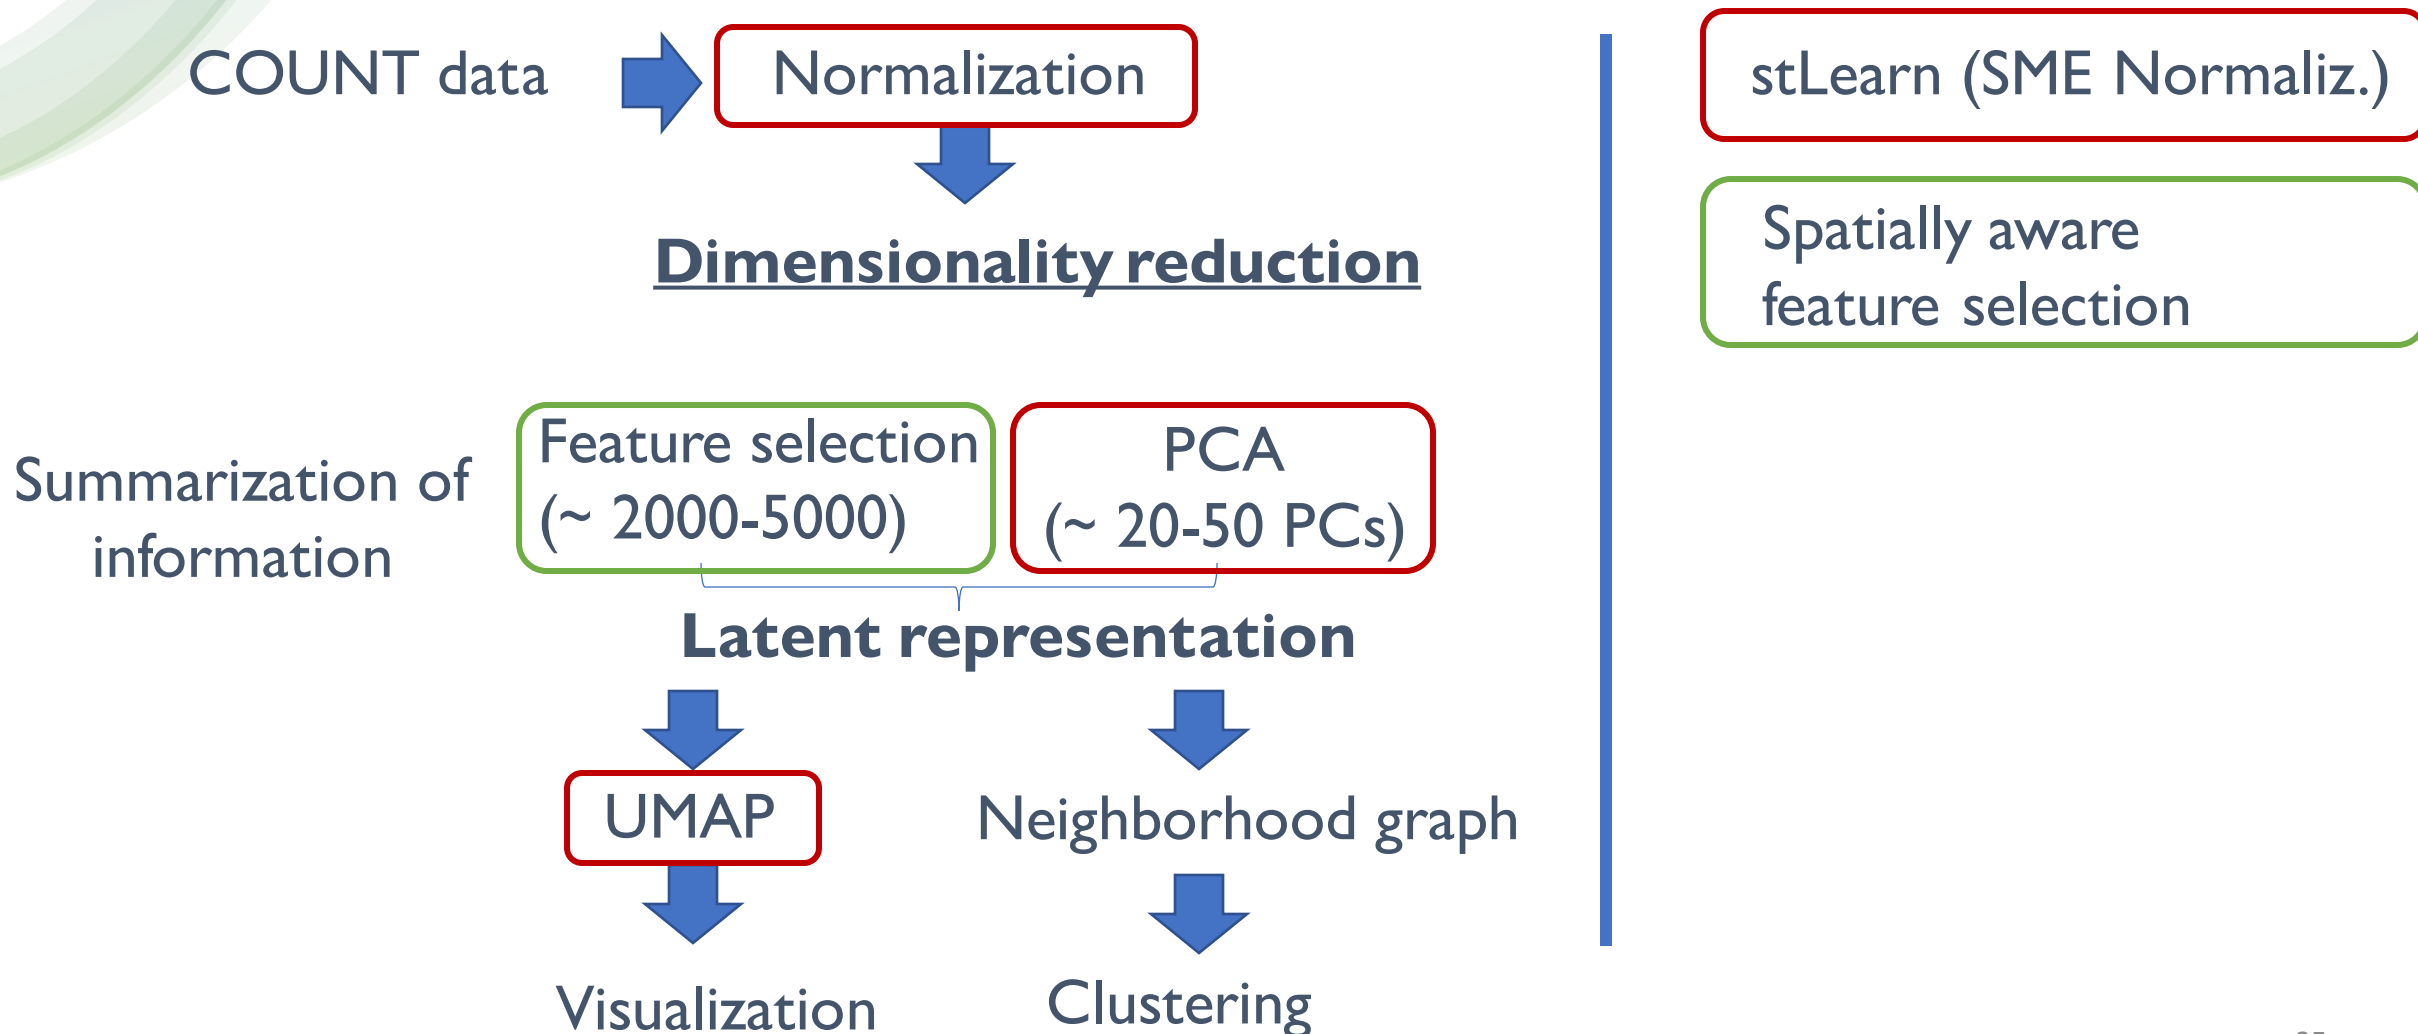 COUNT data
Normalization
Dimensionality reduction
Summarization of
information
Feature selection
(~ 2000-5000)
PCA
(~ 20-50 PCs)
Latent representation
UMAP
Neighborhood graph
Visualization
Clustering
stLearn (SME Normaliz.)
Spatially aware
feature selection